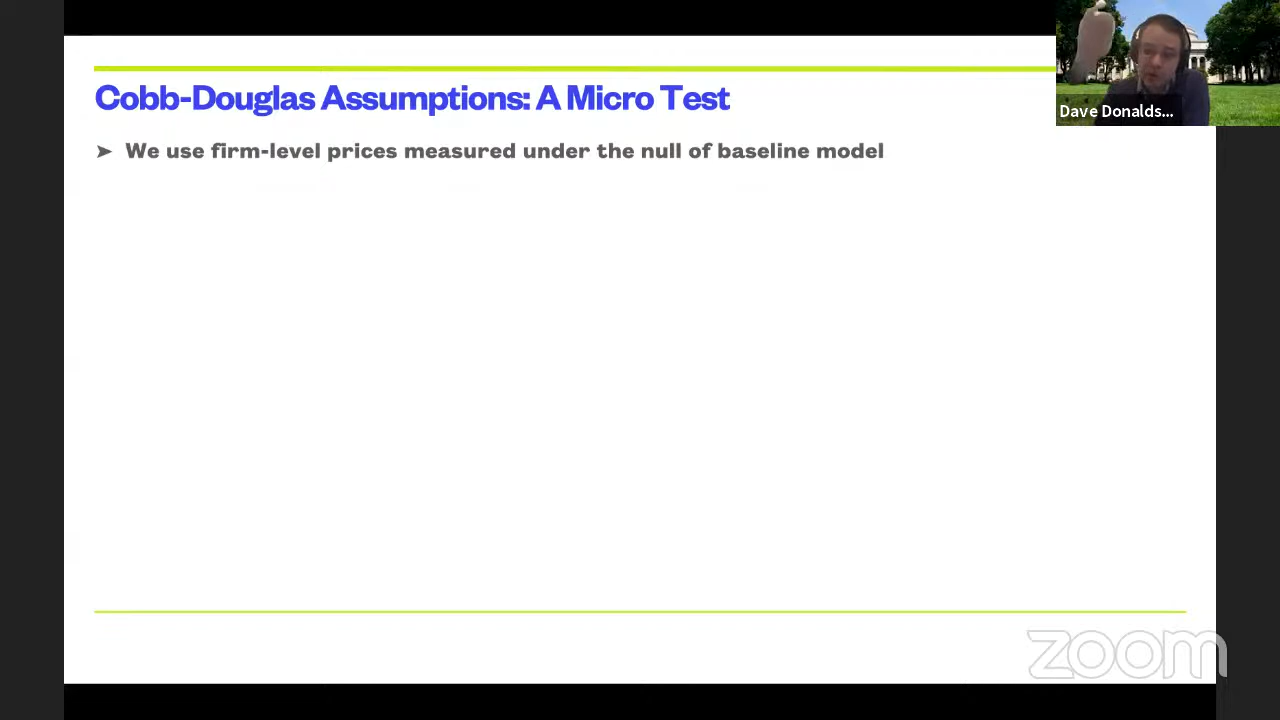 Cobb-Douglas Assumptions: A Micro Test
➤ We use firm-level prices measured under the null of baseline model
Dave Donalds...
zoom